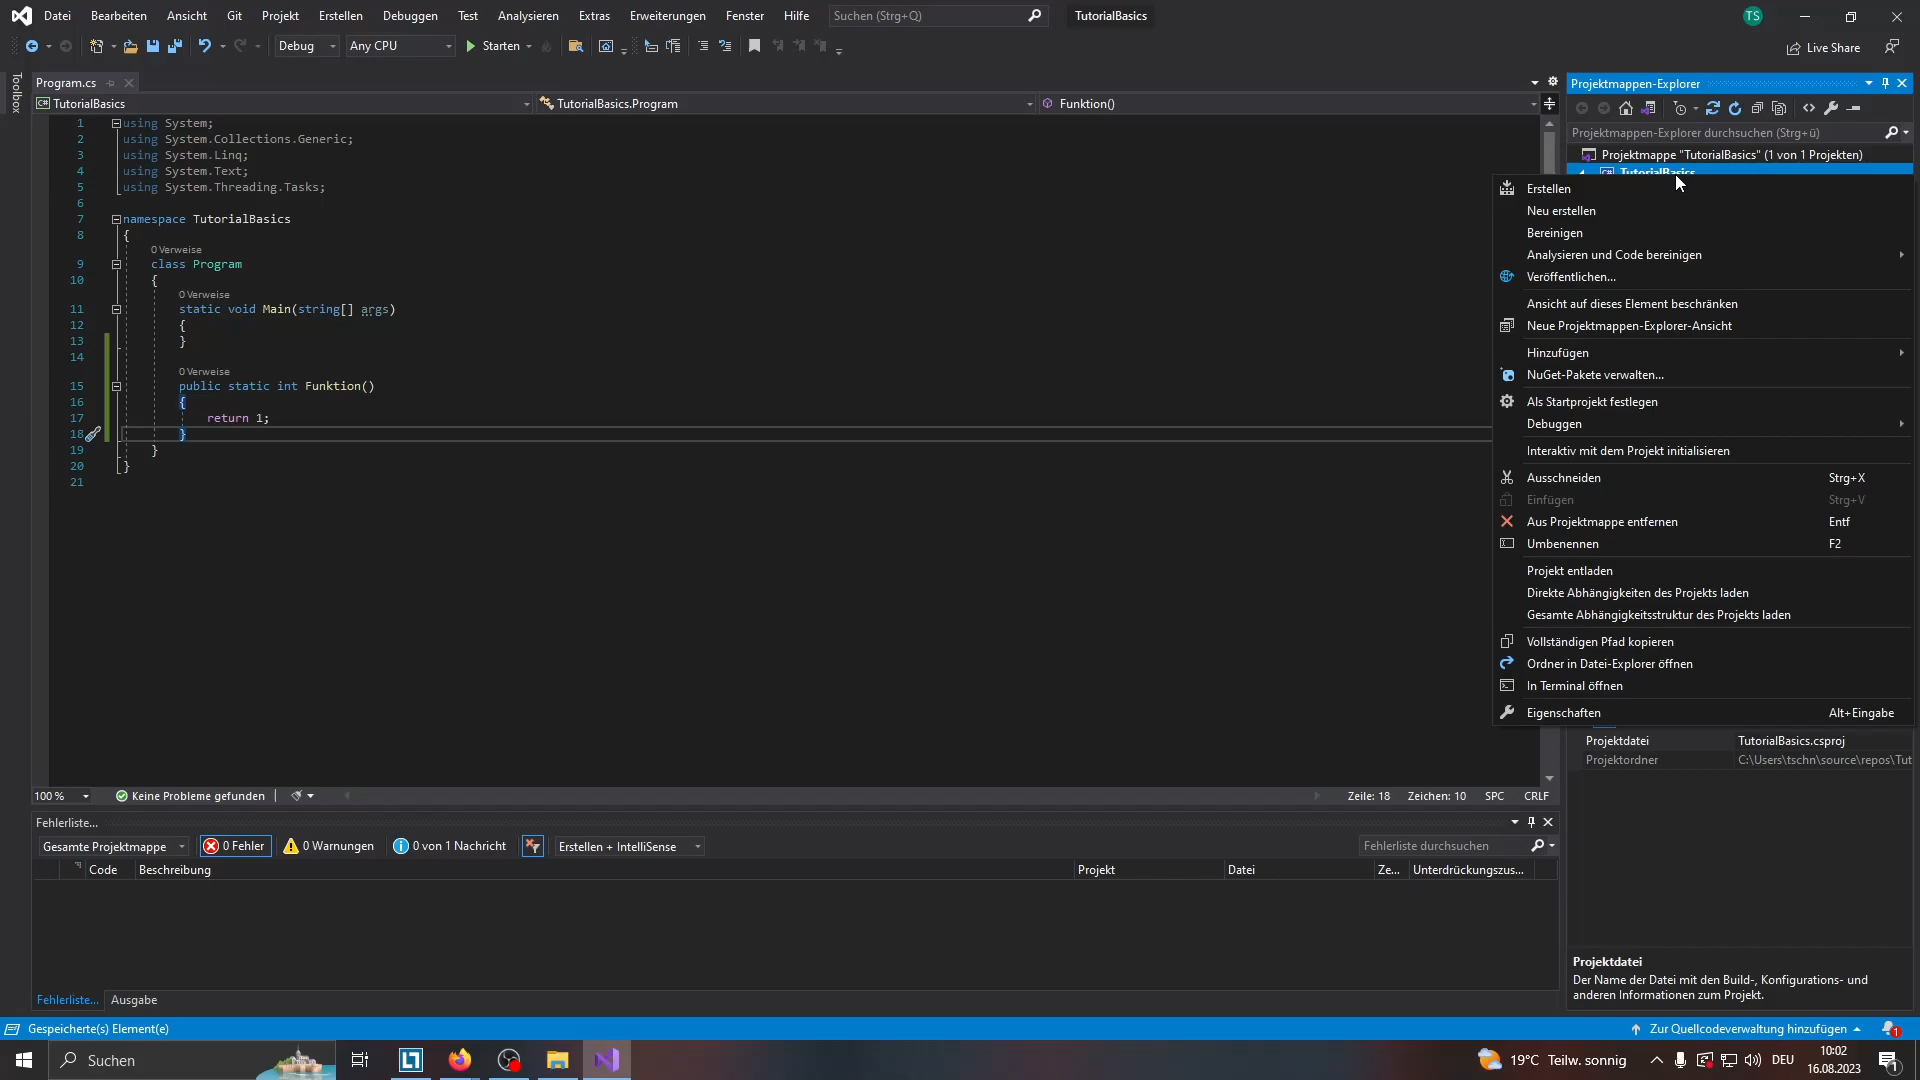 Datei Bearbeiten Ansicht Git Projekt Erstellen Debuggen Test Analysieren Extras Erweiterungen Fenster Hilfe Suchen (Strg+Q) TutorialBasics TS
Debug Any CPU Starten Live Share
Toolbox
Program.cs
TutorialBasics TutorialBasics.Program Funktion()
1 using System;
2 using System.Collections.Generic;
3 using System.Linq;
4 using System.Text;
5 using System.Threading.Tasks;
6
7 namespace TutorialBasics
8 {
0 Verweise
9 class Program
10 {
0 Verweise
11 static void Main(string[] args)
12 {
13 }
14
0 Verweise
15 public static int Funktion()
16 {
17 return 1;
18 }
19 }
20 }
21
Projektmappen-Explorer
Projektmappen-Explorer durchsuchen (Strg+ü)
Projektmappe "TutorialBasics" (1 von 1 Projekten)
TutorialBasics
Erstellen
Neu erstellen
Bereinigen
Analysieren und Code bereinigen
Veröffentlichen...
Ansicht auf dieses Element beschränken
Neue Projektmappen-Explorer-Ansicht
Hinzufügen
NuGet-Pakete verwalten...
Als Startprojekt festlegen
Debuggen
Interaktiv mit dem Projekt initialisieren
Ausschneiden Strg+X
Einfügen Strg+V
Aus Projektmappe entfernen Entf
Umbenennen F2
Projekt entladen
Direkte Abhängigkeiten des Projekts laden
Gesamte Abhängigkeitsstruktur des Projekts laden
Vollständigen Pfad kopieren
Ordner in Datei-Explorer öffnen
In Terminal öffnen
Eigenschaften Alt+Eingabe
Projektdatei TutorialBasics.csproj
Projektordner C:\Users\tschn\source\repos\Tut
Projektdatei
Der Name der Datei mit den Build-, Konfigurations- und
anderen Informationen zum Projekt.
100 % Keine Probleme gefunden Zeile: 18 Zeichen: 10 SPC CRLF
Fehlerliste...
Gesamte Projektmappe 0 Fehler 0 Warnungen 0 von 1 Nachricht Erstellen + IntelliSense Fehlerliste durchsuchen
Code Beschreibung Projekt Datei Ze... Unterdrückungszus...
Fehlerliste... Ausgabe
Gespeicherte(s) Element(e) Zur Quellcodeverwaltung hinzufügen 1
Suchen 19°C Teilw. sonnig DEU 10:02
16.08.2023 1